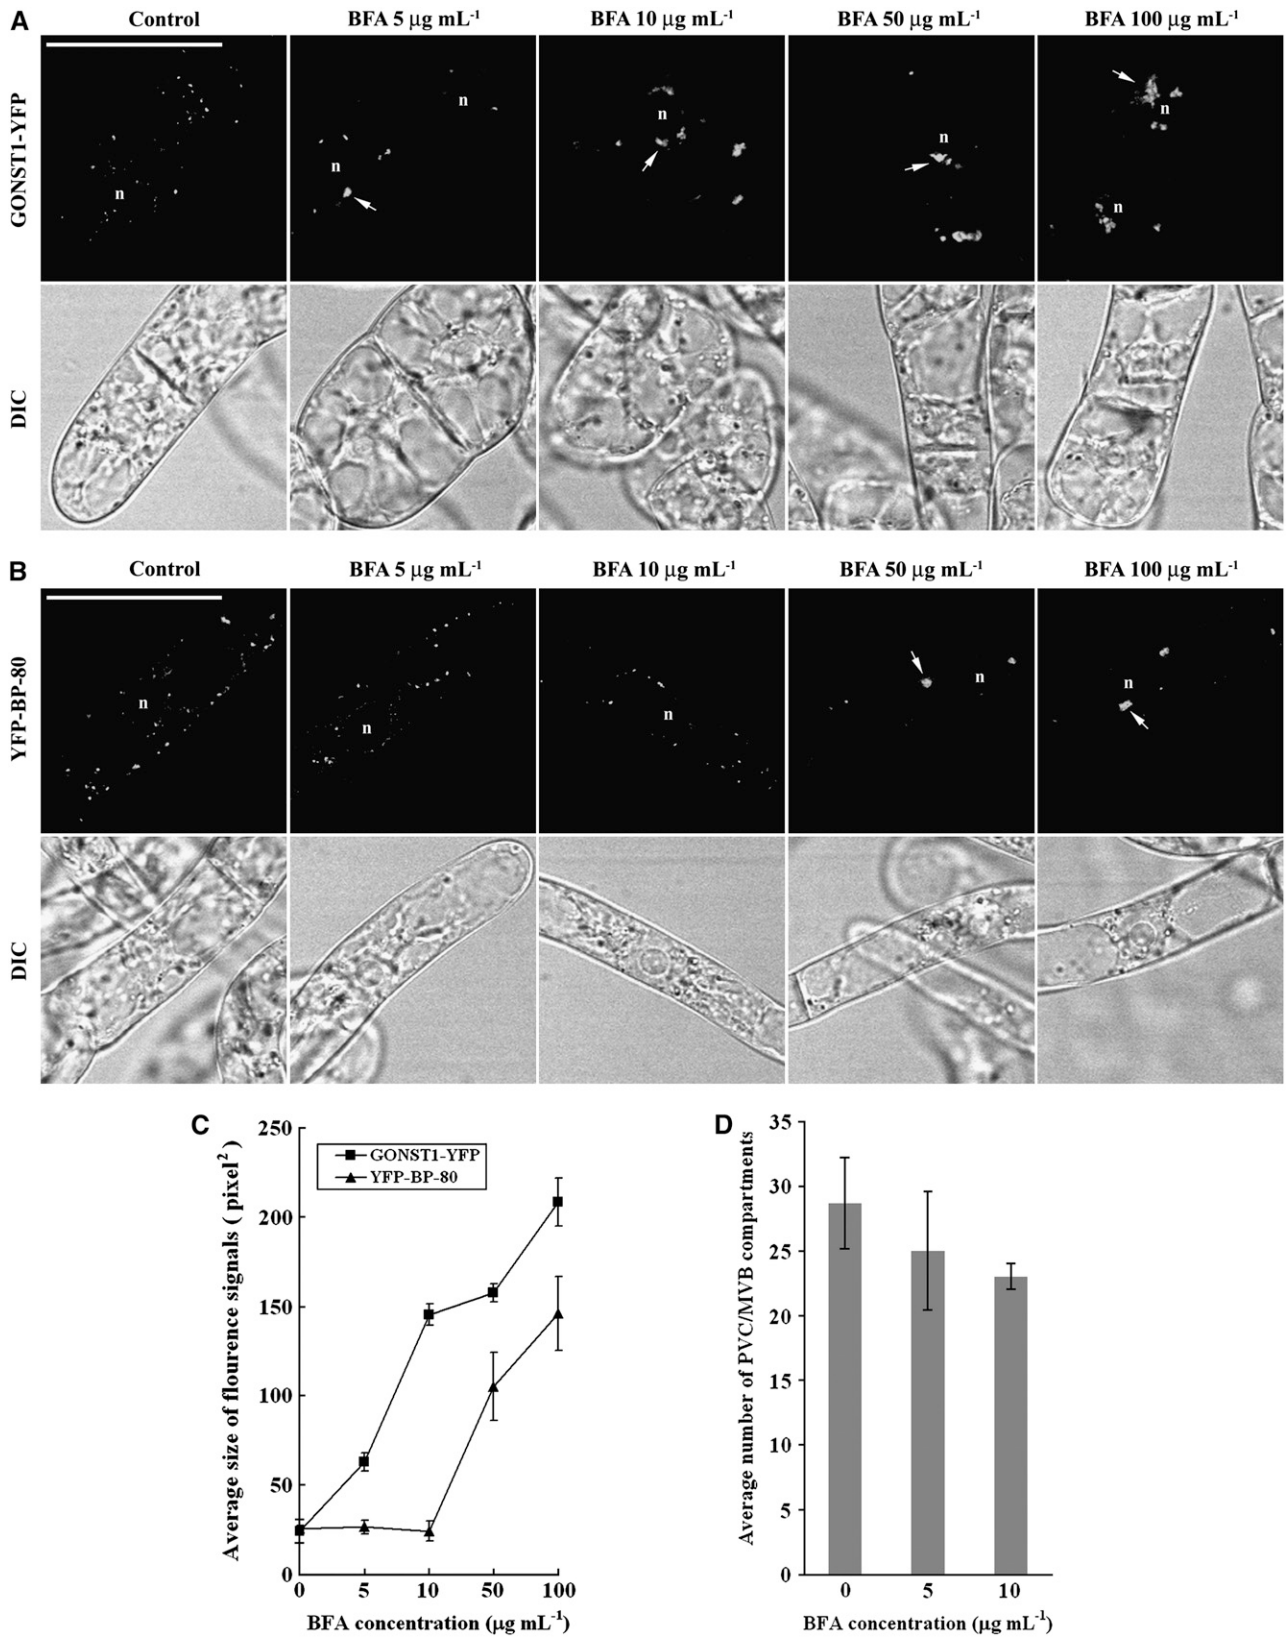 A
Control
BFA 5 µg mL⁻¹
BFA 10 µg mL⁻¹
BFA 50 µg mL⁻¹
BFA 100 µg mL⁻¹
GONST1-YFP
n
n
n
n
n
n
n
DIC
B
Control
BFA 5 µg mL⁻¹
BFA 10 µg mL⁻¹
BFA 50 µg mL⁻¹
BFA 100 µg mL⁻¹
YFP-BP-80
n
n
n
n
n
DIC
C
Average size of flourence signals ( pixel² )
250
200
150
100
50
0
GONST1-YFP
YFP-BP-80
0 5 10 50 100
BFA concentration (µg mL⁻¹)
D
Average number of PVC/MVB compartments
35
30
25
20
15
10
5
0
0 5 10
BFA concentration (µg mL⁻¹)